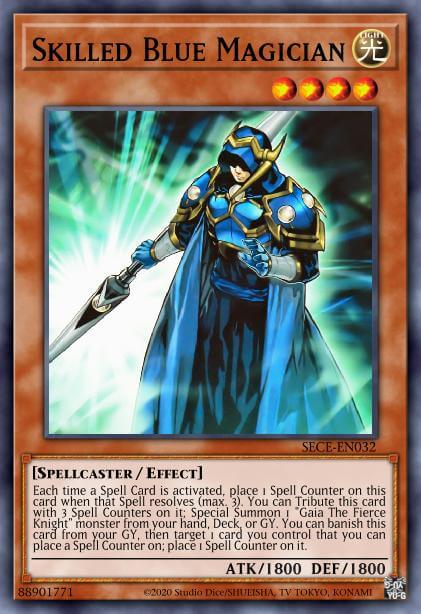 Skilled Blue Magician
LIGHT
光
SECE-EN032
[Spellcaster / Effect]
Each time a Spell Card is activated, place 1 Spell Counter on this
card when that Spell resolves (max. 3). You can Tribute this card
with 3 Spell Counters on it; Special Summon 1 "Gaia The Fierce
Knight" monster from your hand, Deck, or GY. You can banish this
card from your GY, then target 1 card you control that you can
place a Spell Counter on; place 1 Spell Counter on it.
ATK/1800 DEF/1800
88901771
©2020 Studio Dice/SHUEISHA, TV TOKYO, KONAMI